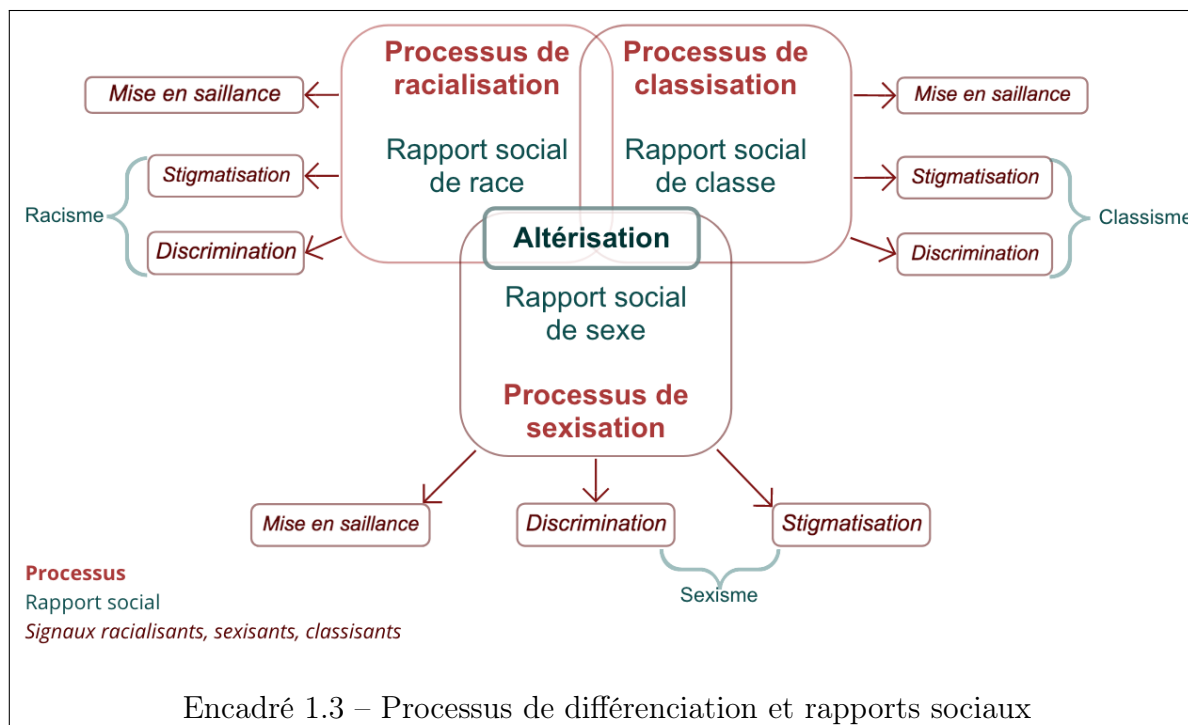 Processus de
racialisation
Processus de
classisation
Mise en saillance
Mise en saillance
Rapport social
de race
Rapport social
de classe
Stigmatisation
Stigmatisation
Racisme
Classisme
Discrimination
Discrimination
Altérisation
Rapport social
de sexe
Processus de
sexisation
Mise en saillance
Discrimination
Stigmatisation
Sexisme
Processus
Rapport social
Signaux racialisants, sexisants, classisants
Encadré 1.3 – Processus de différenciation et rapports sociaux